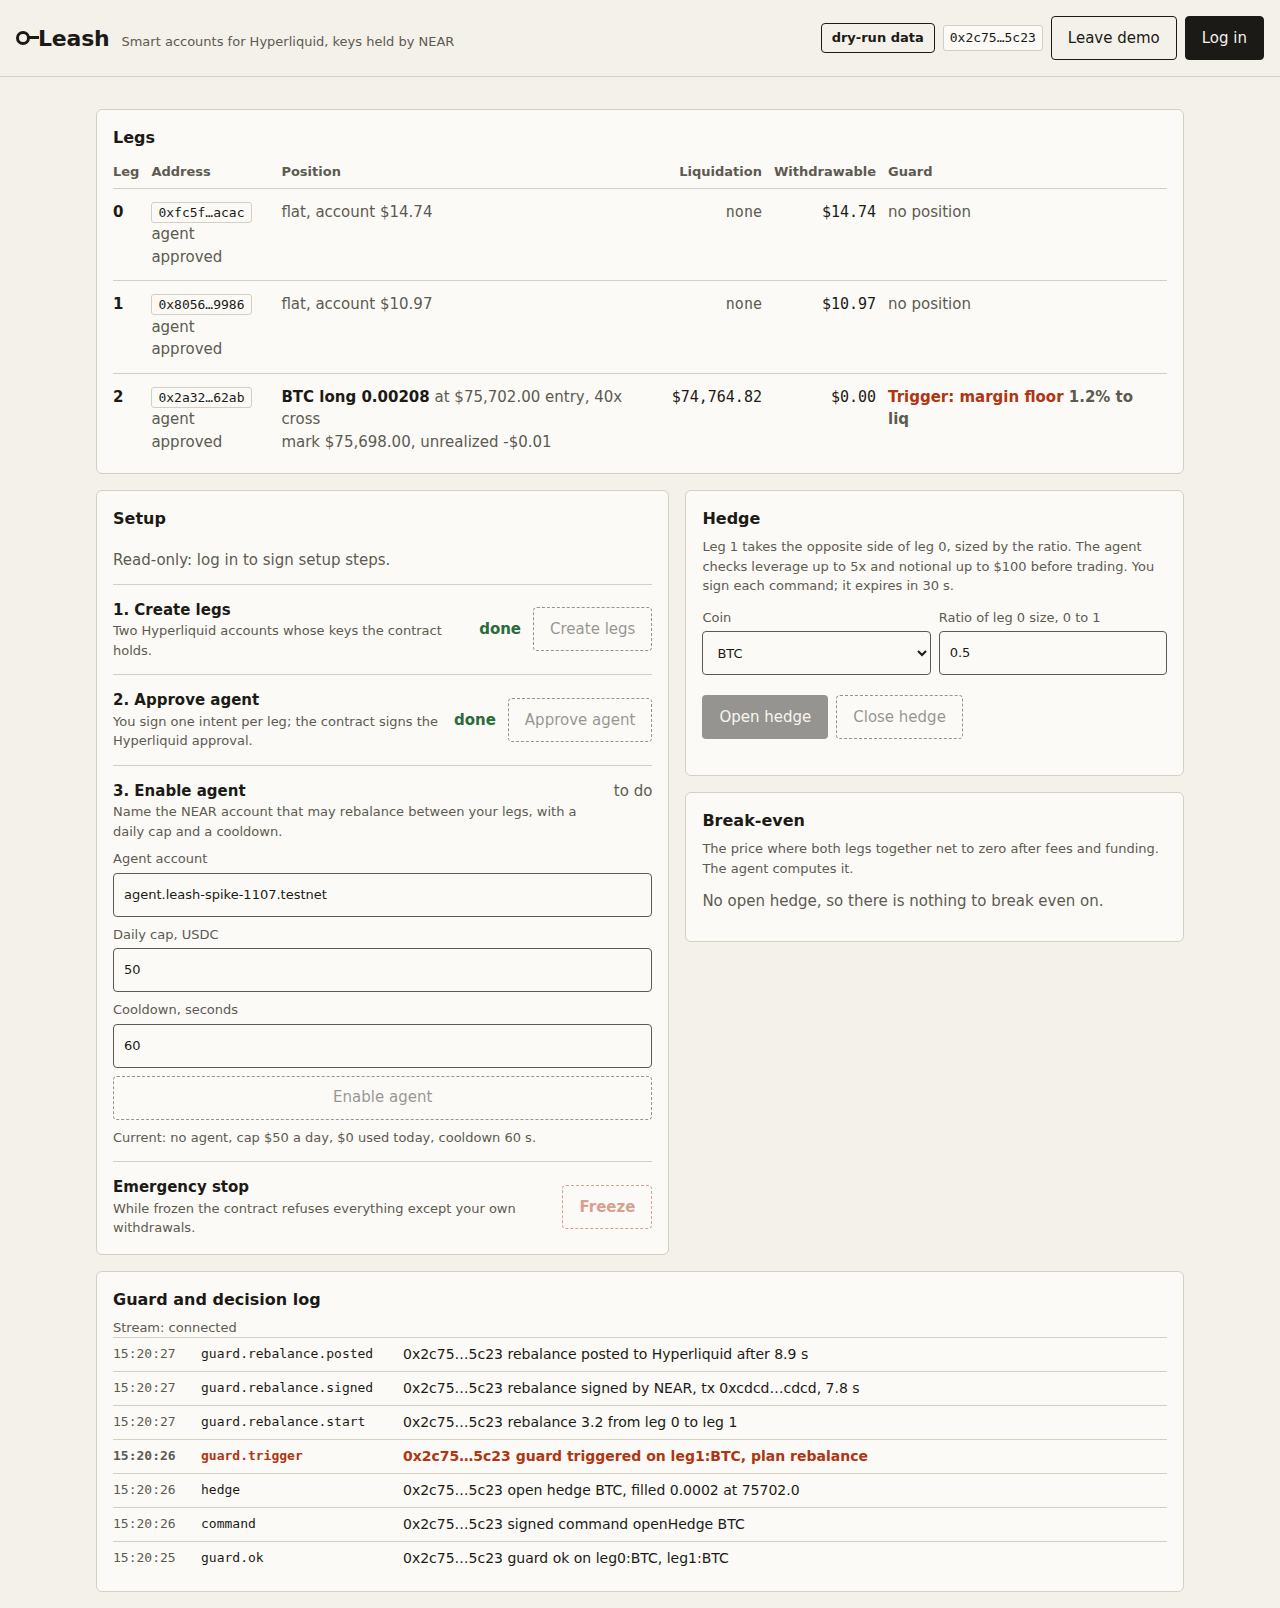 Leash Smart accounts for Hyperliquid, keys held by NEAR dry-run data 0x2c75…5c23 Leave demo Log in
Legs
Leg Address Position Liquidation Withdrawable Guard
0 0xfc5f…acac flat, account $14.74 none $14.74 no position
agent
approved
1 0x8056…9986 flat, account $10.97 none $10.97 no position
agent
approved
2 0x2a32…62ab BTC long 0.00208 at $75,702.00 entry, 40x $74,764.82 $0.00 Trigger: margin floor 1.2% to
agent cross liq
approved mark $75,698.00, unrealized -$0.01
Setup
Read-only: log in to sign setup steps.
1. Create legs
Two Hyperliquid accounts whose keys the contract
holds.
done Create legs
2. Approve agent
You sign one intent per leg; the contract signs the
Hyperliquid approval.
done Approve agent
3. Enable agent to do
Name the NEAR account that may rebalance between your legs, with a
daily cap and a cooldown.
Agent account
agent.leash-spike-1107.testnet
Daily cap, USDC
50
Cooldown, seconds
60
Enable agent
Current: no agent, cap $50 a day, $0 used today, cooldown 60 s.
Emergency stop
While frozen the contract refuses everything except your own
withdrawals.
Freeze
Hedge
Leg 1 takes the opposite side of leg 0, sized by the ratio. The agent
checks leverage up to 5x and notional up to $100 before trading. You
sign each command; it expires in 30 s.
Coin Ratio of leg 0 size, 0 to 1
BTC 0.5
Open hedge Close hedge
Break-even
The price where both legs together net to zero after fees and funding.
The agent computes it.
No open hedge, so there is nothing to break even on.
Guard and decision log
Stream: connected
15:20:27 guard.rebalance.posted 0x2c75…5c23 rebalance posted to Hyperliquid after 8.9 s
15:20:27 guard.rebalance.signed 0x2c75…5c23 rebalance signed by NEAR, tx 0xcdcd…cdcd, 7.8 s
15:20:27 guard.rebalance.start 0x2c75…5c23 rebalance 3.2 from leg 0 to leg 1
15:20:26 guard.trigger 0x2c75…5c23 guard triggered on leg1:BTC, plan rebalance
15:20:26 hedge 0x2c75…5c23 open hedge BTC, filled 0.0002 at 75702.0
15:20:26 command 0x2c75…5c23 signed command openHedge BTC
15:20:25 guard.ok 0x2c75…5c23 guard ok on leg0:BTC, leg1:BTC